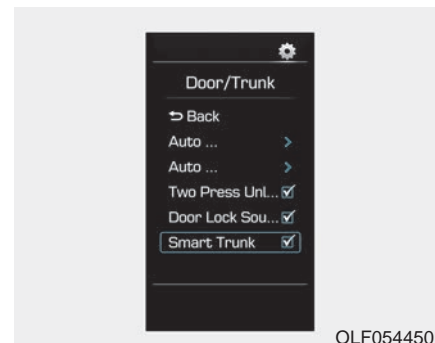 Door/Trunk
Back
Auto ...
Auto ...
Two Press Unl...
Door Lock Sou...
Smart Trunk
OLF054450